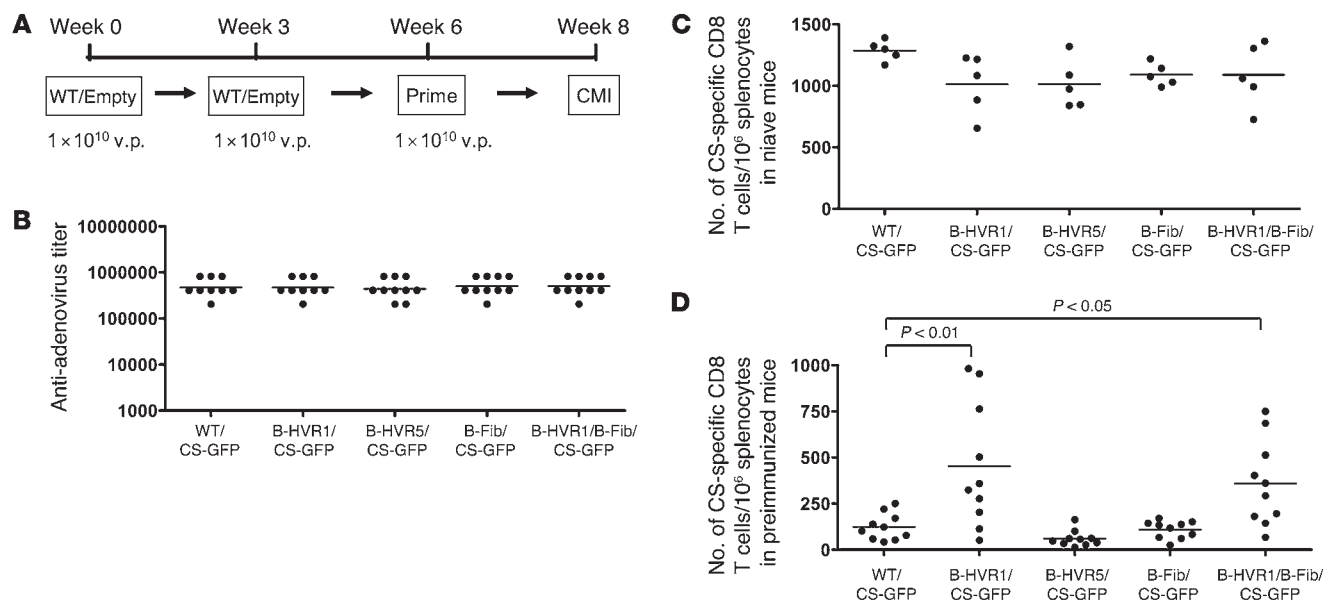 A
Week 0 Week 3 Week 6 Week 8
WT/Empty WT/Empty Prime CMI
1 × 10¹⁰ v.p. 1 × 10¹⁰ v.p. 1 × 10¹⁰ v.p.
B
Anti-adenovirus titer
10000000
1000000
100000
10000
1000
WT/ B-HVR1/ B-HVR5/ B-Fib/ B-HVR1/B-Fib/
CS-GFP CS-GFP CS-GFP CS-GFP CS-GFP
C
No. of CS-specific CD8
T cells/10⁶ splenocytes
in niave mice
1500
1000
500
0
WT/ B-HVR1/ B-HVR5/ B-Fib/ B-HVR1/B-Fib/
CS-GFP CS-GFP CS-GFP CS-GFP CS-GFP
D
P < 0.05
P < 0.01
No. of CS-specific CD8
T cells/10⁶ splenocytes
in preimmunized mice
1000
750
500
250
0
WT/ B-HVR1/ B-HVR5/ B-Fib/ B-HVR1/B-Fib/
CS-GFP CS-GFP CS-GFP CS-GFP CS-GFP